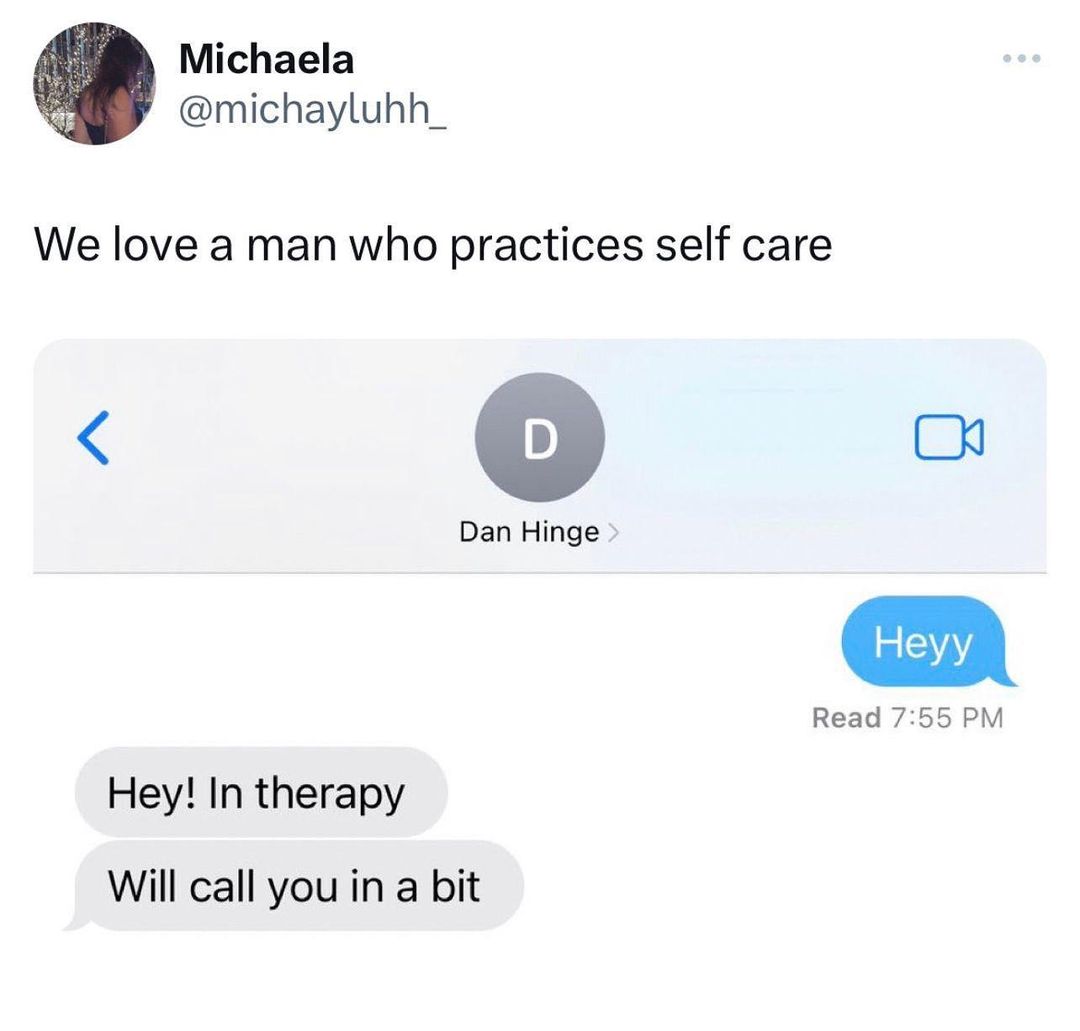 Michaela
@michayluhh_
We love a man who practices self care
D
Dan Hinge
Heyy
Read 7:55 PM
Hey! In therapy
Will call you in a bit